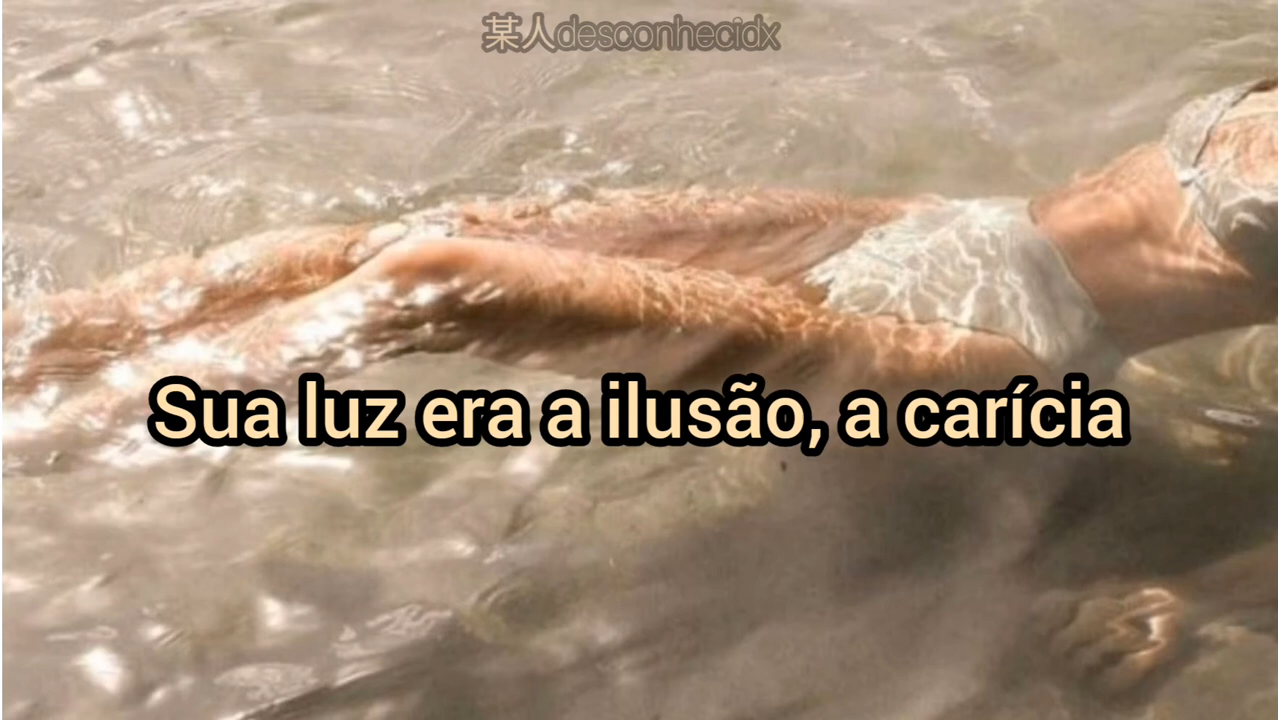 某人desconhecidx
Sua luz era a ilusão, a carícia